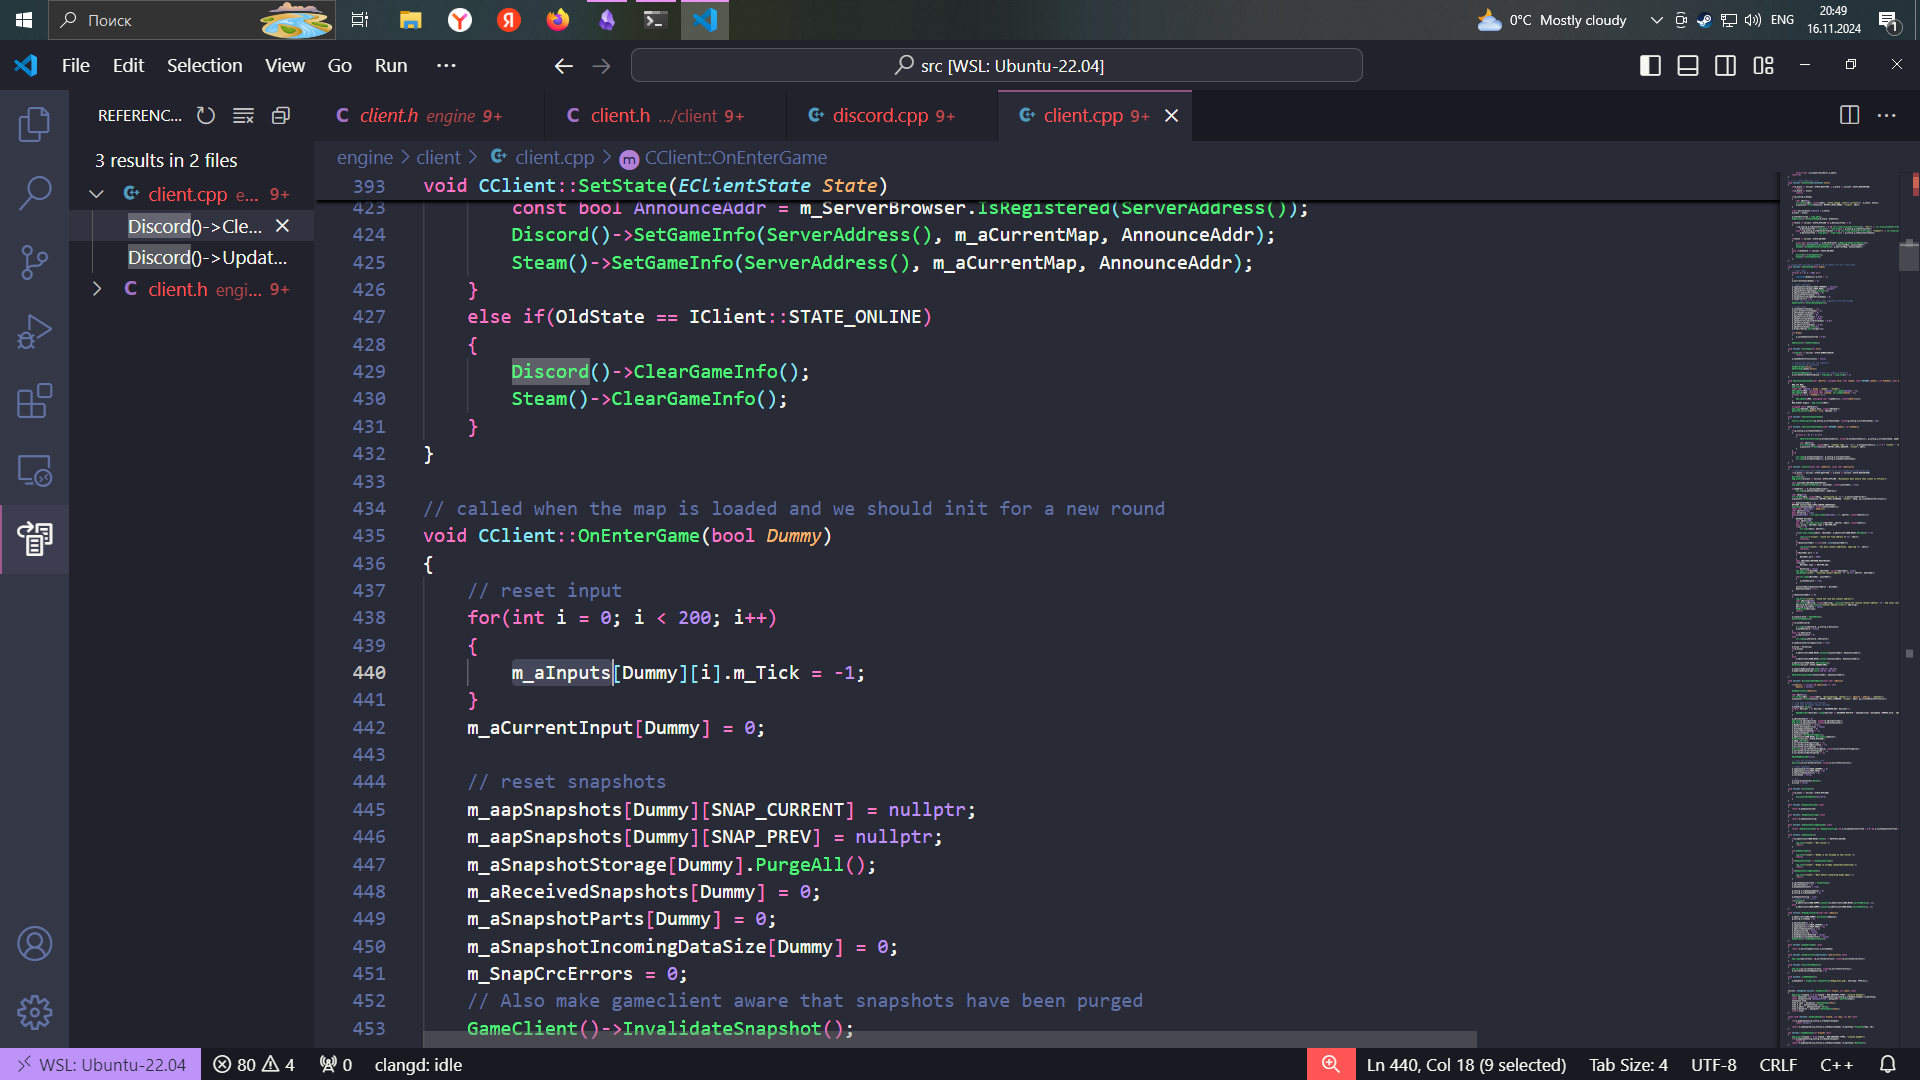 Поиск
0°C Mostly cloudy
ENG
20:49
16.11.2024
1
File Edit Selection View Go Run ...
src [WSL: Ubuntu-22.04]
REFERENC...
client.h engine 9+
client.h .../client 9+
discord.cpp 9+
client.cpp 9+
3 results in 2 files
client.cpp e... 9+
Discord()->Cle...
Discord()->Updat...
client.h engi... 9+
engine > client > client.cpp > CClient::OnEnterGame
393 void CClient::SetState(EClientState State)
423 const bool AnnounceAddr = m_ServerBrowser.IsRegistered(ServerAddress());
424 Discord()->SetGameInfo(ServerAddress(), m_aCurrentMap, AnnounceAddr);
425 Steam()->SetGameInfo(ServerAddress(), m_aCurrentMap, AnnounceAddr);
426 }
427 else if(OldState == IClient::STATE_ONLINE)
428 {
429 Discord()->ClearGameInfo();
430 Steam()->ClearGameInfo();
431 }
432 }
433
434 // called when the map is loaded and we should init for a new round
435 void CClient::OnEnterGame(bool Dummy)
436 {
437 // reset input
438 for(int i = 0; i < 200; i++)
439 {
440 m_aInputs[Dummy][i].m_Tick = -1;
441 }
442 m_aCurrentInput[Dummy] = 0;
443
444 // reset snapshots
445 m_aapSnapshots[Dummy][SNAP_CURRENT] = nullptr;
446 m_aapSnapshots[Dummy][SNAP_PREV] = nullptr;
447 m_aSnapshotStorage[Dummy].PurgeAll();
448 m_aReceivedSnapshots[Dummy] = 0;
449 m_aSnapshotParts[Dummy] = 0;
450 m_aSnapshotIncomingDataSize[Dummy] = 0;
451 m_SnapCrcErrors = 0;
452 // Also make gameclient aware that snapshots have been purged
453 GameClient()->InvalidateSnapshot();
WSL: Ubuntu-22.04 80 4 0 clangd: idle
Ln 440, Col 18 (9 selected) Tab Size: 4 UTF-8 CRLF C++